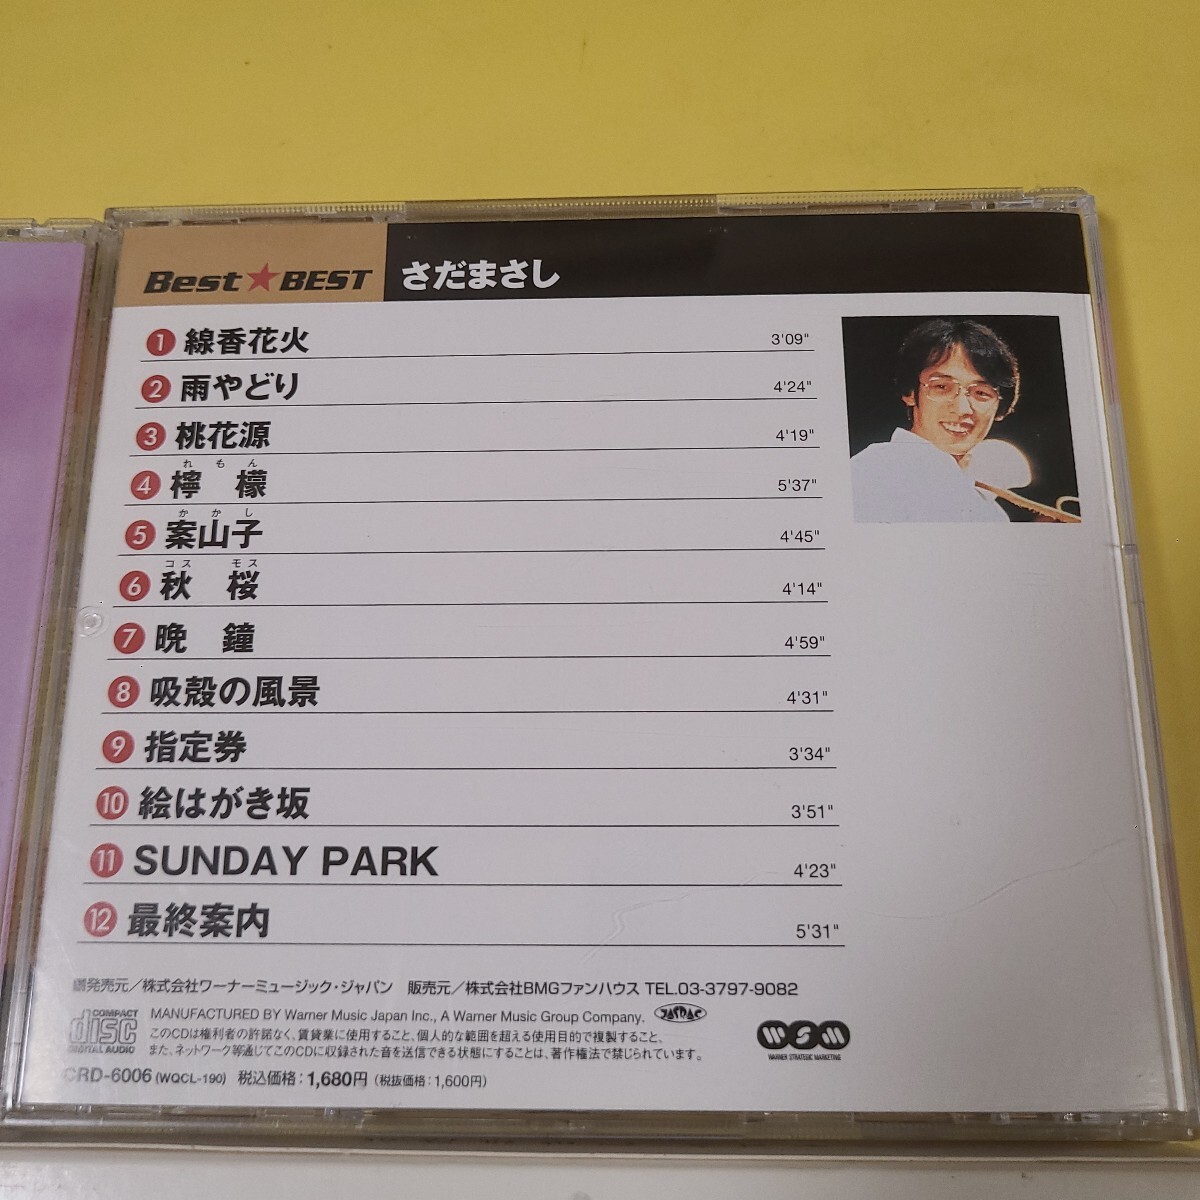 Best★BEST さだまさし
1 線香花火 3'09"
2 雨やどり 4'24"
3 桃花源 4'19"
れもん
4 檸檬 5'37"
かかし
5 案山子 4'45"
コスモス
6 秋桜 4'14"
7 晩鐘 4'59"
8 吸殻の風景 4'31"
9 指定券 3'34"
10 絵はがき坂 3'51"
11 SUNDAY PARK 4'23"
12 最終案内 5'31"
発売元／株式会社ワーナーミュージック・ジャパン 販売元／株式会社BMGファンハウス TEL.03-3797-9082
COMPACT disc DIGITAL AUDIO
MANUFACTURED BY Warner Music Japan Inc., A Warner Music Group Company. JASRAC
このCDは権利者の許諾なく、賃貸業に使用すること、個人的な範囲を超える使用目的で複製すること、
また、ネットワーク等通じてこのCDに収録された音を送信できる状態にすることは、著作権法で禁じられています。
WSM
WARNER STRATEGIC MARKETING
CRD-6006 (WQCL-190) 税込価格：1,680円（税抜価格：1,600円）